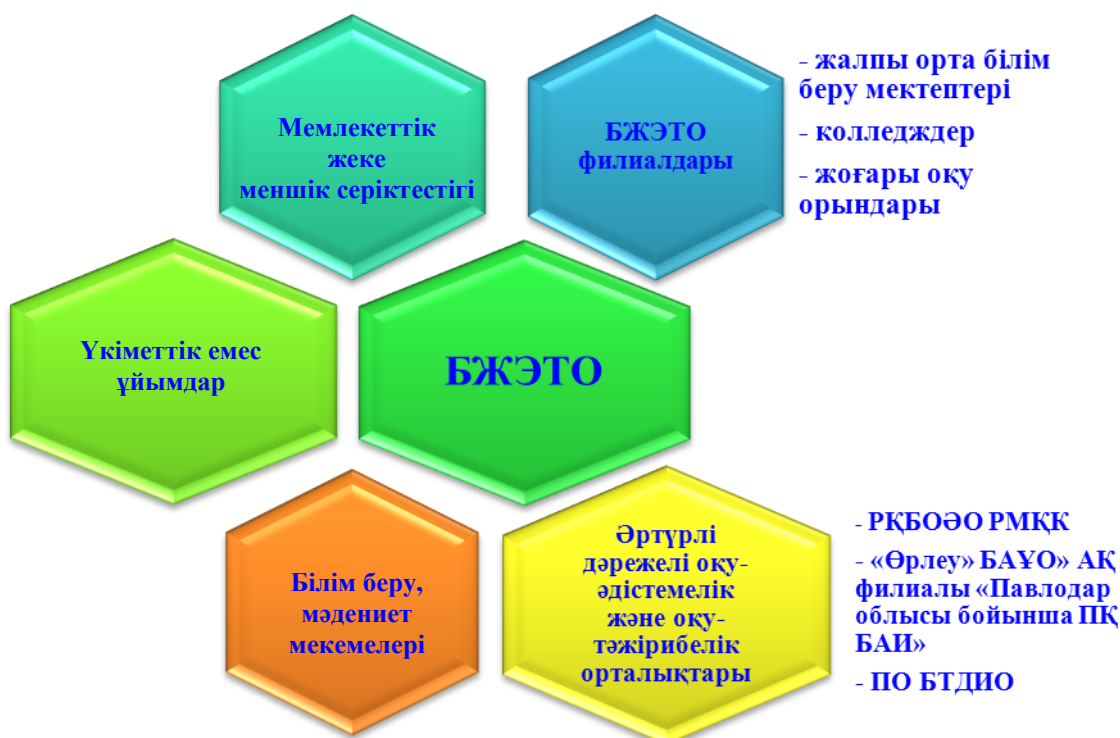 Мемлекеттік
жеке
меншік серіктестігі
БЖЭТО
филиалдары
- жалпы орта білім
беру мектептері
- колледждер
- жоғары оқу
орындары
Үкіметтік емес
ұйымдар
БЖЭТО
Білім беру,
мәдениет
мекемелері
Әртүрлі
дәрежелі оқу-
әдістемелік
және оқу-
тәжірибелік
орталықтары
- РҚБОӘО РМҚК
- «Өрлеу» БАҰО» АҚ
филиалы «Павлодар
облысы бойынша ПҚ
БАИ»
- ПО БТДИО